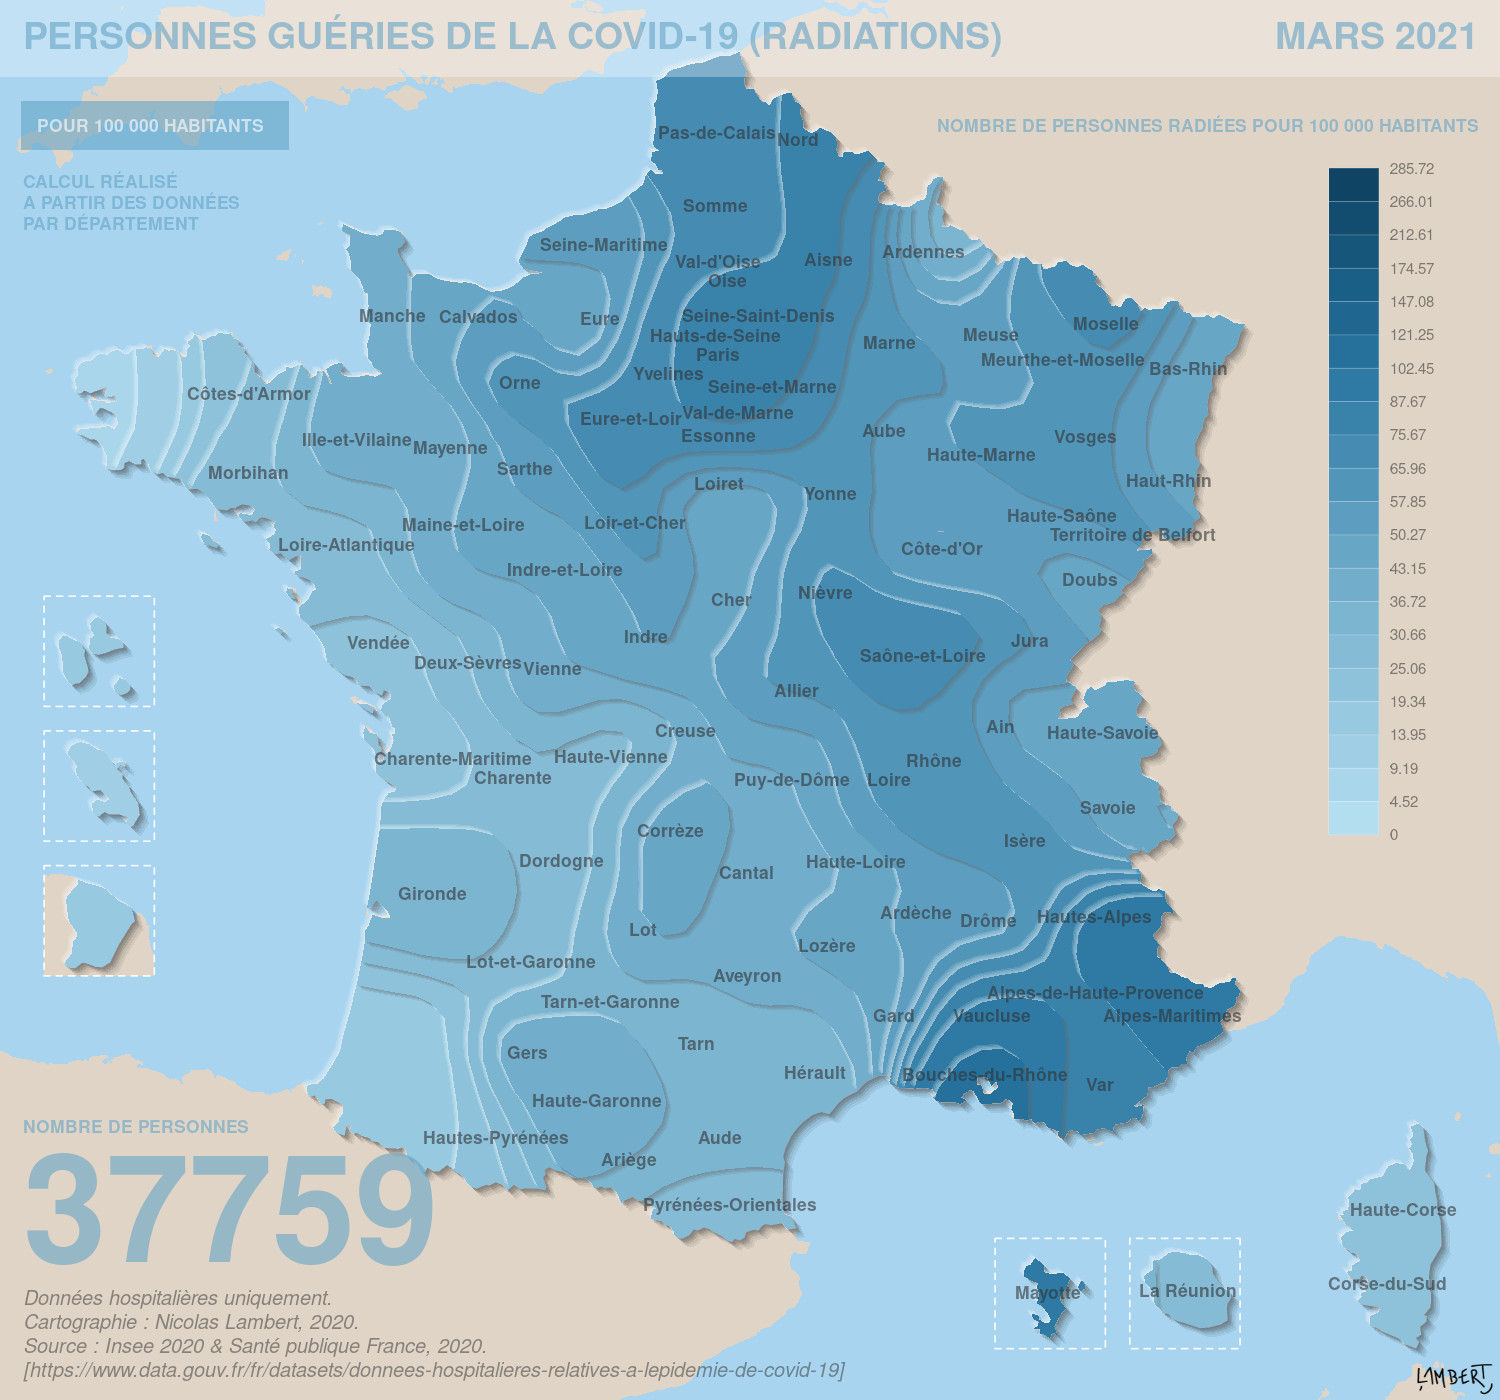 PERSONNES GUÉRIES DE LA COVID-19 (RADIATIONS)
MARS 2021
POUR 100 000 HABITANTS
CALCUL RÉALISÉ
A PARTIR DES DONNÉES
PAR DÉPARTEMENT
NOMBRE DE PERSONNES RADIÉES POUR 100 000 HABITANTS
285.72
266.01
212.61
174.57
147.08
121.25
102.45
87.67
75.67
65.96
57.85
50.27
43.15
36.72
30.66
25.06
19.34
13.95
9.19
4.52
0
Pas-de-Calais
Nord
Somme
Seine-Maritime
Val-d'Oise
Oise
Aisne
Ardennes
Manche
Calvados
Eure
Seine-Saint-Denis
Hauts-de-Seine
Paris
Yvelines
Seine-et-Marne
Marne
Meuse
Moselle
Meurthe-et-Moselle
Bas-Rhin
Côtes-d'Armor
Orne
Eure-et-Loir
Val-de-Marne
Essonne
Aube
Vosges
Haute-Marne
Ille-et-Vilaine
Mayenne
Morbihan
Sarthe
Loiret
Yonne
Haut-Rhin
Maine-et-Loire
Loir-et-Cher
Haute-Saône
Territoire de Belfort
Loire-Atlantique
Indre-et-Loire
Côte-d'Or
Doubs
Cher
Nièvre
Vendée
Indre
Jura
Deux-Sèvres
Vienne
Saône-et-Loire
Allier
Creuse
Ain
Haute-Savoie
Charente-Maritime
Haute-Vienne
Charente
Puy-de-Dôme
Loire
Rhône
Savoie
Corrèze
Isère
Dordogne
Cantal
Haute-Loire
Gironde
Lot
Ardèche
Drôme
Hautes-Alpes
Lozère
Lot-et-Garonne
Aveyron
Tarn-et-Garonne
Alpes-de-Haute-Provence
Gard
Vaucluse
Alpes-Maritimes
Gers
Tarn
Hérault
Bouches-du-Rhône
Var
Haute-Garonne
Hautes-Pyrénées
Aude
Ariège
Pyrénées-Orientales
Haute-Corse
Corse-du-Sud
Mayotte
La Réunion
NOMBRE DE PERSONNES
37759
Données hospitalières uniquement.
Cartographie : Nicolas Lambert, 2020.
Source : Insee 2020 & Santé publique France, 2020.
[https://www.data.gouv.fr/fr/datasets/donnees-hospitalieres-relatives-a-lepidemie-de-covid-19]
LAMBERT